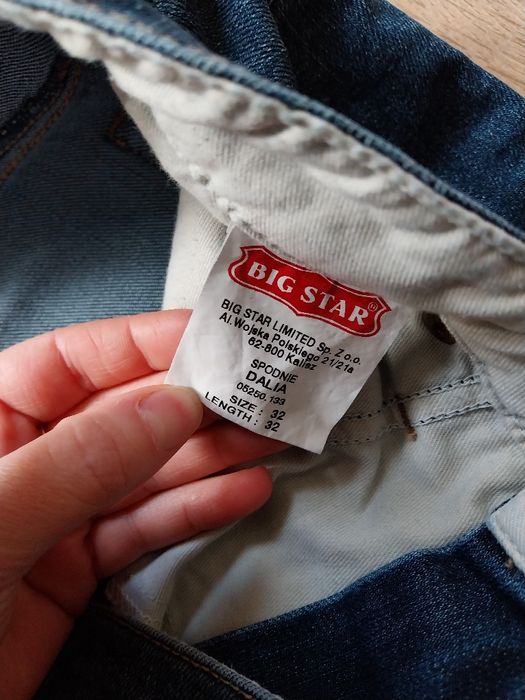 BIG STAR ®
BIG STAR LIMITED Sp. Z o.o.
Al.Wojska Polskiego 21/21a
62-800 Kalisz
SPODNIE
DALIA
05250.133
SIZE : 32
LENGTH : 32